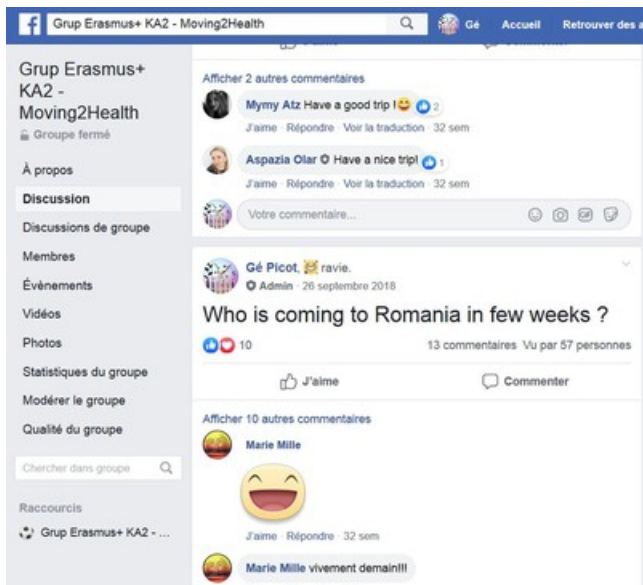 Grup Erasmus+ KA2 - Moving2Health
Gé Accueil Retrouver des a
Grup Erasmus+
KA2 -
Moving2Health
Groupe fermé
À propos
Discussion
Discussions de groupe
Membres
Évènements
Vidéos
Photos
Statistiques du groupe
Modérer le groupe
Qualité du groupe
Chercher dans groupe
Raccourcis
Grup Erasmus+ KA2 - ...
Afficher 2 autres commentaires
Mymy Atz Have a good trip ! 2
J'aime · Répondre · Voir la traduction · 32 sem
Aspazia Olar Have a nice trip! 1
J'aime · Répondre · Voir la traduction · 32 sem
Votre commentaire...
GIF
Gé Picot, ravie.
Admin · 26 septembre 2018
Who is coming to Romania in few weeks ?
10 13 commentaires Vu par 57 personnes
J'aime Commenter
Afficher 10 autres commentaires
Marie Mille
J'aime · Répondre · 32 sem
Marie Mille vivement demain!!!